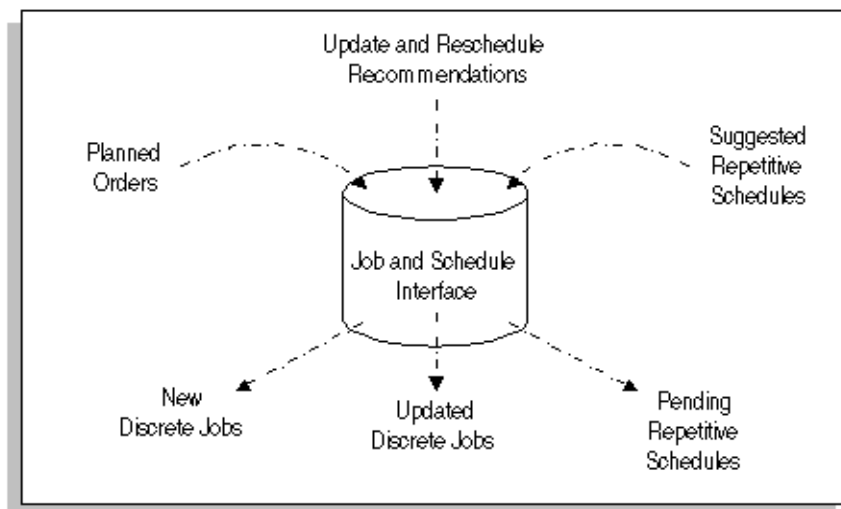 Update and Reschedule
Recommendations
Planned
Orders
Suggested
Repetitive
Schedules
Job and Schedule
Interface
New
Discrete Jobs
Updated
Discrete Jobs
Pending
Repetitive
Schedules